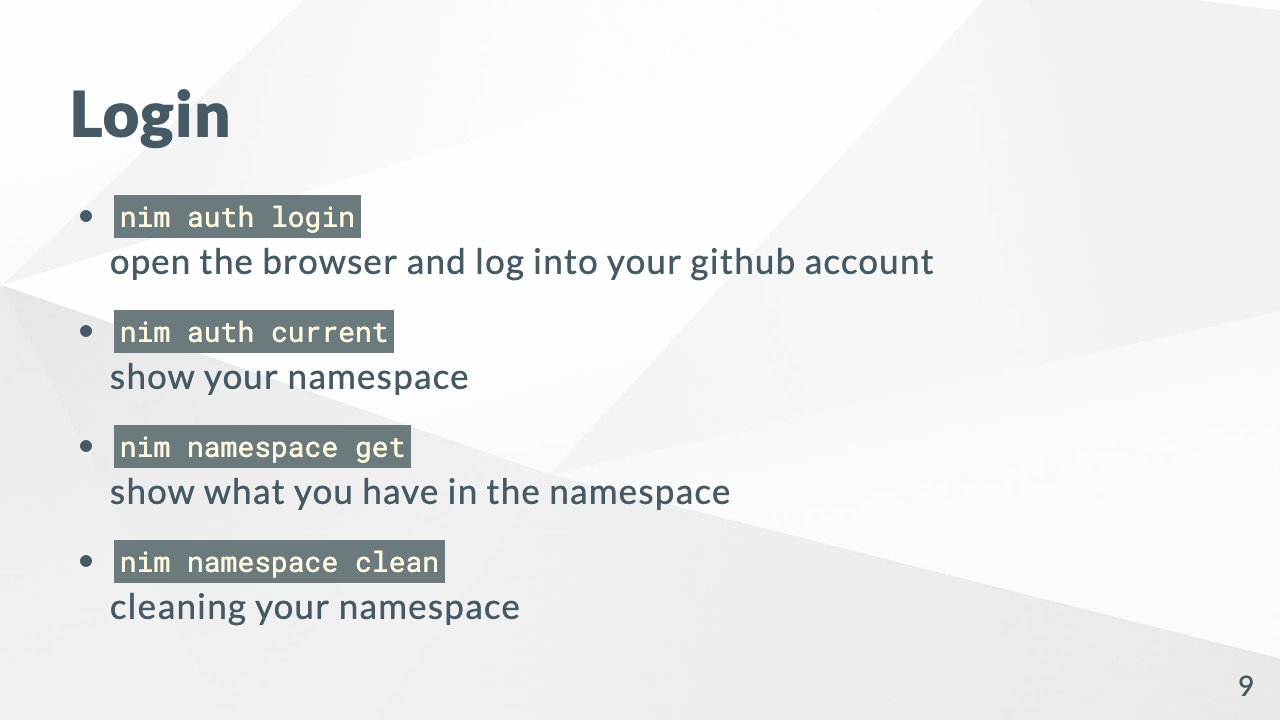 Login
• nim auth login
open the browser and log into your github account
• nim auth current
show your namespace
• nim namespace get
show what you have in the namespace
• nim namespace clean
cleaning your namespace
9